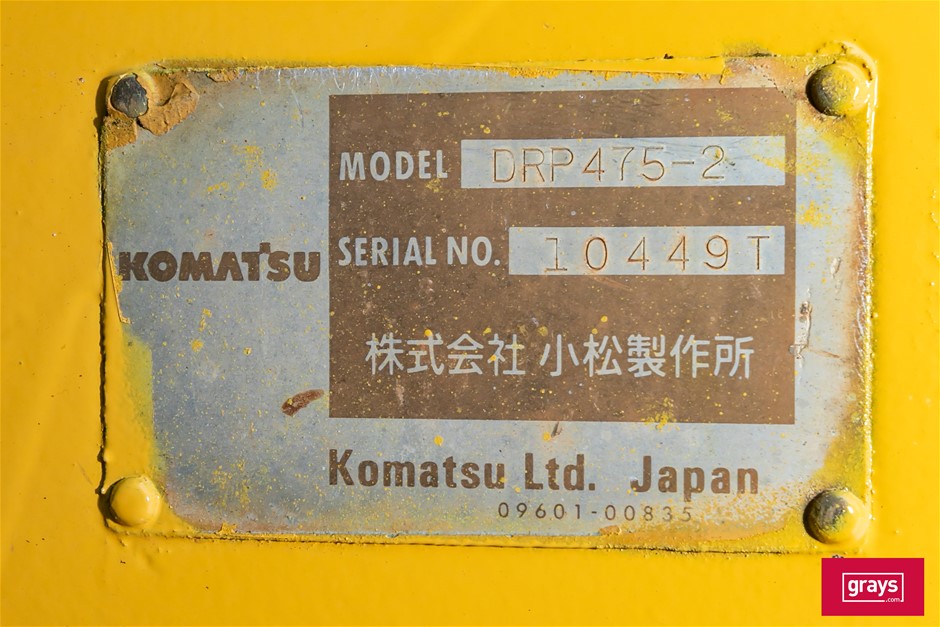 KOMATSU
MODEL DRP475-2
SERIAL NO. 10449T
株式会社 小松製作所
Komatsu Ltd. Japan
09601-00835
grays
.com